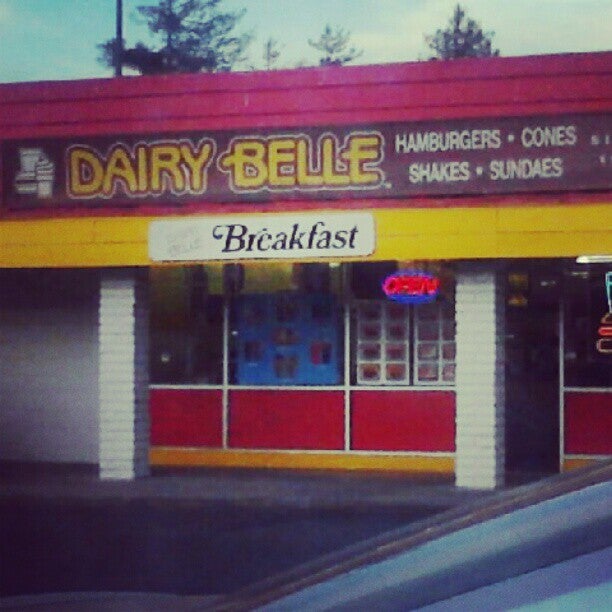 DAIRY BELLE
HAMBURGERS • CONES
SHAKES • SUNDAES
Breakfast
OPEN